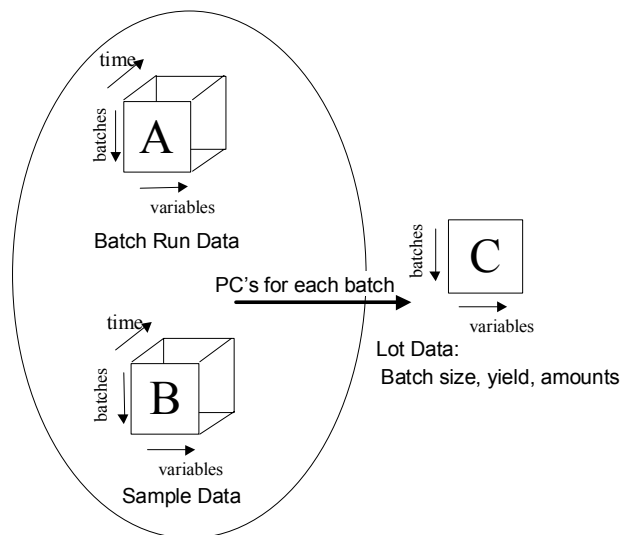 time
batches
A
variables
Batch Run Data
PC's for each batch
batches
C
variables
Lot Data:
Batch size, yield, amounts
time
batches
B
variables
Sample Data